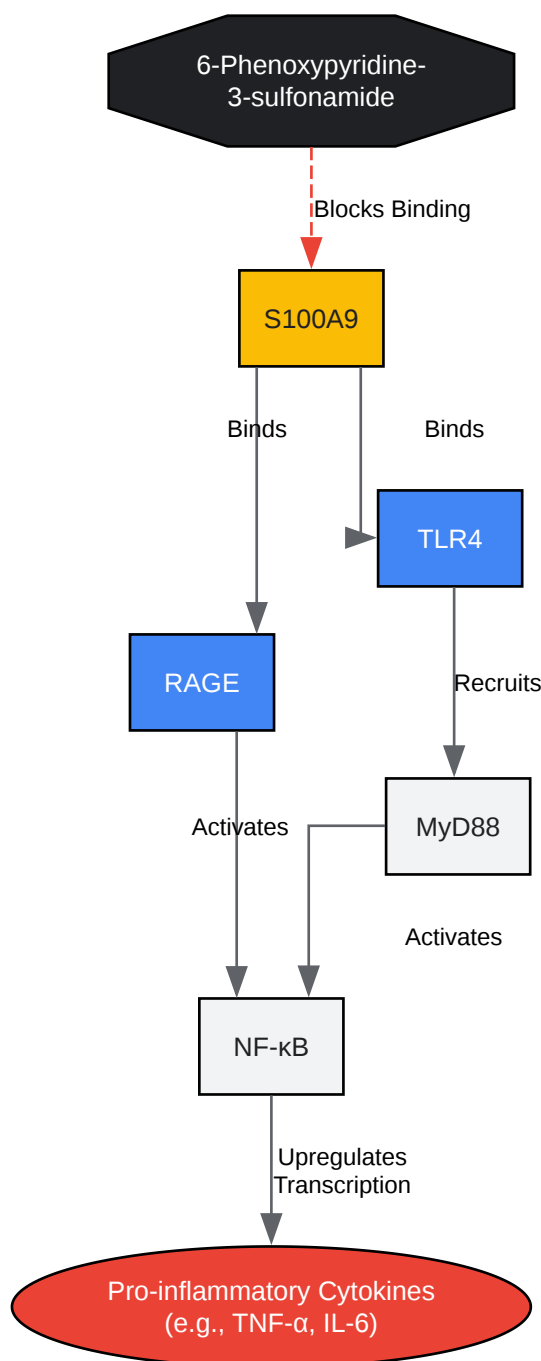 6-Phenoxypyridine-
3-sulfonamide
Blocks Binding
S100A9
Binds
Binds
TLR4
RAGE
Recruits
MyD88
Activates
Activates
NF-κB
Upregulates
Transcription
Pro-inflammatory Cytokines
(e.g., TNF-α, IL-6)